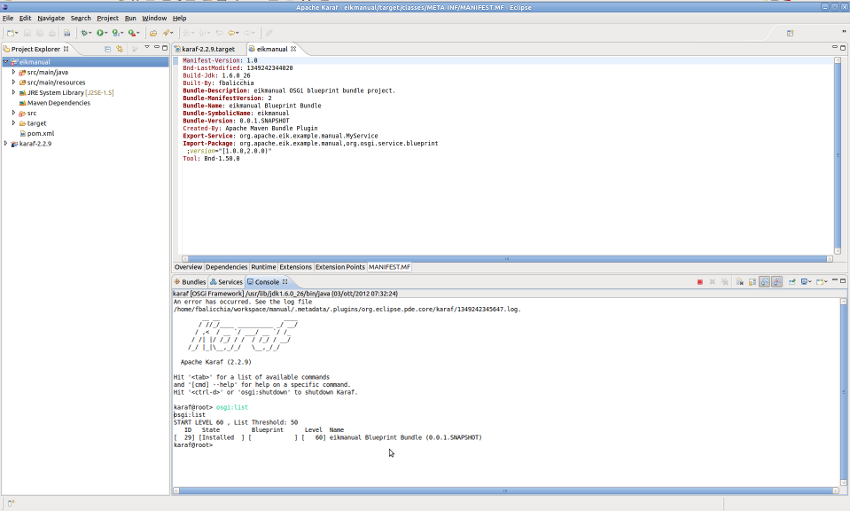 Apache Karaf - eikmanual/target/classes/META-INF/MANIFEST.MF - Eclipse
File Edit Navigate Search Project Run Window Help
Project Explorer
eikmanual
src/main/java
src/main/resources
JRE System Library [J2SE-1.5]
Maven Dependencies
src
target
pom.xml
karaf-2.2.9
karaf-2.2.9.target
eikmanual
Manifest-Version: 1.0
Bnd-LastModified: 1349242344020
Build-Jdk: 1.6.0_26
Built-By: fbalicchia
Bundle-Description: eikmanual OSGi blueprint bundle project.
Bundle-ManifestVersion: 2
Bundle-Name: eikmanual Blueprint Bundle
Bundle-SymbolicName: eikmanual
Bundle-Version: 0.0.1.SNAPSHOT
Created-By: Apache Maven Bundle Plugin
Export-Service: org.apache.eik.example.manual.MyService
Import-Package: org.apache.eik.example.manual,org.osgi.service.blueprint
;version="[1.0.0,2.0.0)"
Tool: Bnd-1.50.0
Overview Dependencies Runtime Extensions Extension Points MANIFEST.MF
Bundles Services Console
karaf [OSGi Framework] /usr/lib/jdk1.6.0_26/bin/java (03/ott/2012 07:32:24)
An error has occurred. See the log file
/home/fbalicchia/workspace/manual/.metadata/.plugins/org.eclipse.pde.core/karaf/1349242345647.log.
Apache Karaf (2.2.9)
Hit '<tab>' for a list of available commands
and '[cmd] --help' for help on a specific command.
Hit '<ctrl-d>' or 'osgi:shutdown' to shutdown Karaf.
karaf@root> osgi:list
osgi:list
START LEVEL 60 , List Threshold: 50
ID State Blueprint Level Name
[ 29] [Installed ] [ ] [ 60] eikmanual Blueprint Bundle (0.0.1.SNAPSHOT)
karaf@root>